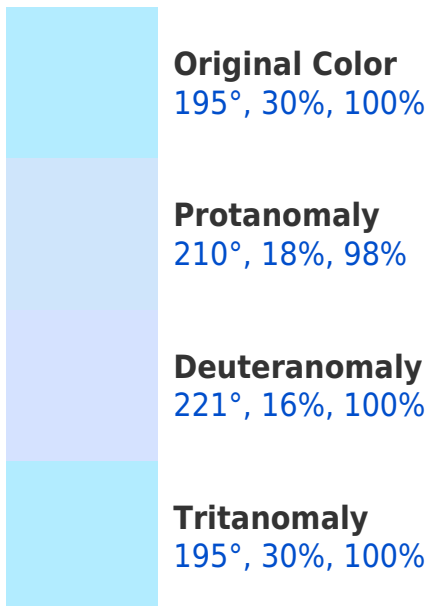 Original Color
195°, 30%, 100%
Protanomaly
210°, 18%, 98%
Deuteranomaly
221°, 16%, 100%
Tritanomaly
195°, 30%, 100%